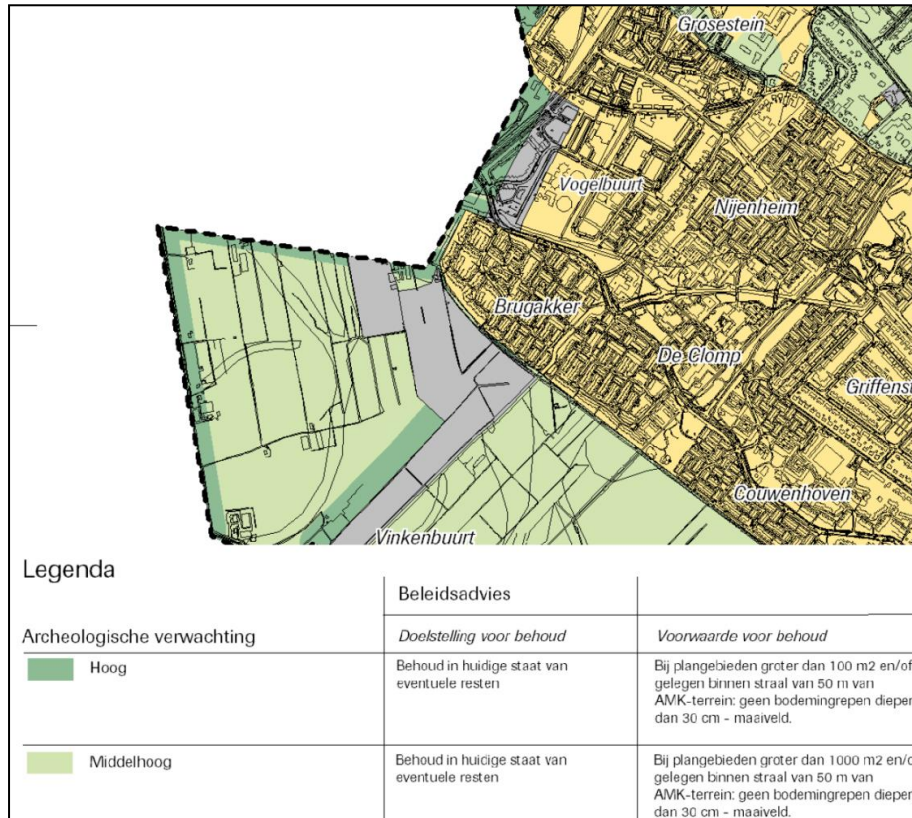 Grosestein
Vogelbuurt
Nijenheim
Brugakker
De Clomp
Griffenst
Couwenhoven
Vinkenbuurt
Legenda
Beleidsadvies
Archeologische verwachting
Doelstelling voor behoud
Voorwaarde voor behoud
Hoog
Behoud in huidige staat van
eventuele resten
Bij plangebieden groter dan 100 m2 en/of
gelegen binnen straal van 50 m van
AMK-terrein: geen bodemingrepen dieper
dan 30 cm - maaiveld.
Middelhoog
Behoud in huidige staat van
eventuele resten
Bij plangebieden groter dan 1000 m2 en/o
gelegen binnen straal van 50 m van
AMK-terrein: geen bodemingrepen dieper
dan 30 cm - maaiveld.